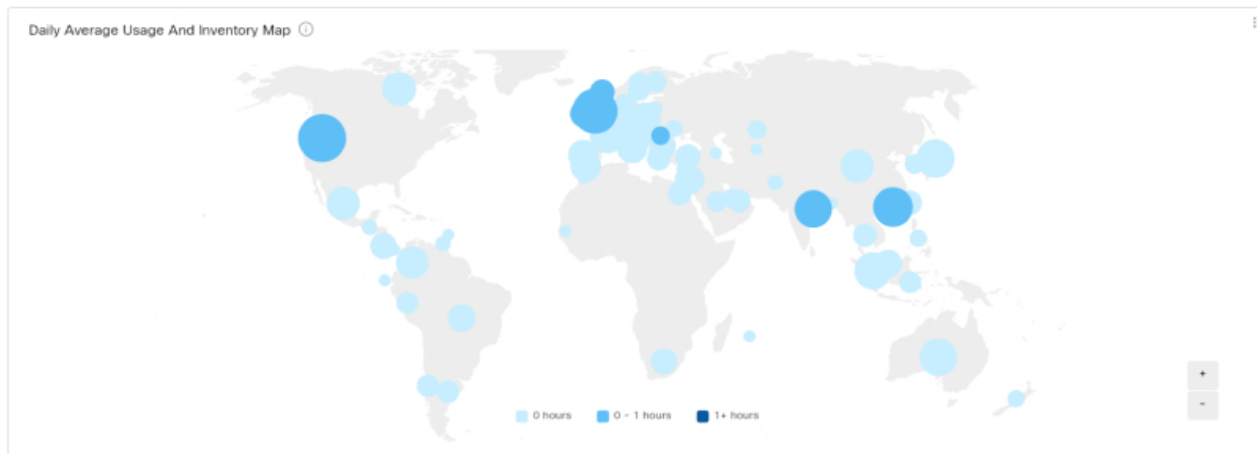 Daily Average Usage And Inventory Map
0 hours
0 - 1 hours
1+ hours
+
-